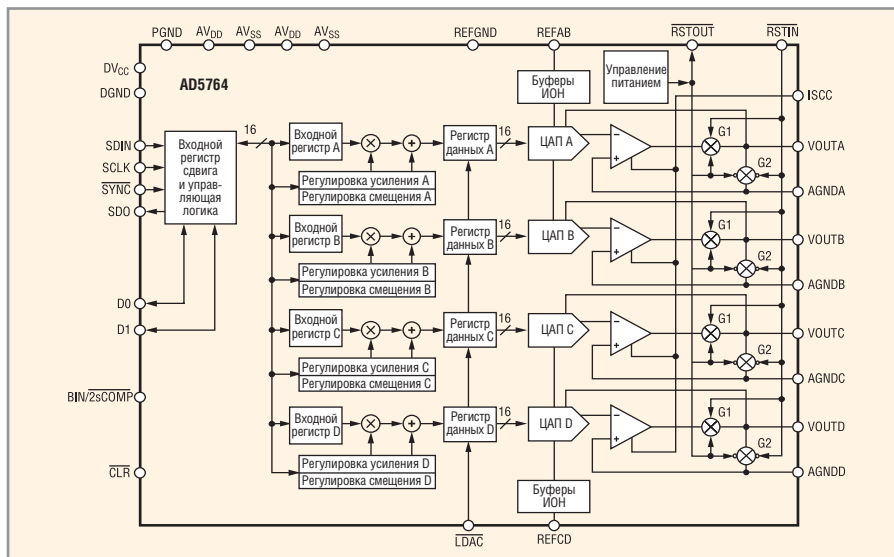 PGND AVDD AVSS AVDD AVSS REFGND REFAB RSTOUT RSTIN
DVCC
DGND
AD5764
Буферы
ИОН
Управление
питанием
ISCC
SDIN
SCLK
SYNC
SDO
Входной
регистр
сдвига
и управ-
ляющая
логика
16
Входной
регистр A
Регистр
данных A
16
ЦАП A
G1
VOUTA
G2
Регулировка усиления A
Регулировка смещения A
AGNDA
Входной
регистр B
Регистр
данных B
16
ЦАП B
G1
VOUTB
G2
Регулировка усиления B
Регулировка смещения B
AGNDB
D0
D1
Входной
регистр C
Регистр
данных C
16
ЦАП C
G1
VOUTC
G2
Регулировка усиления C
Регулировка смещения C
AGNDC
BIN/2sCOMP
Входной
регистр D
Регистр
данных D
16
ЦАП D
G1
VOUTD
G2
Регулировка усиления D
Регулировка смещения D
AGNDD
CLR
Буферы
ИОН
LDAC REFCD